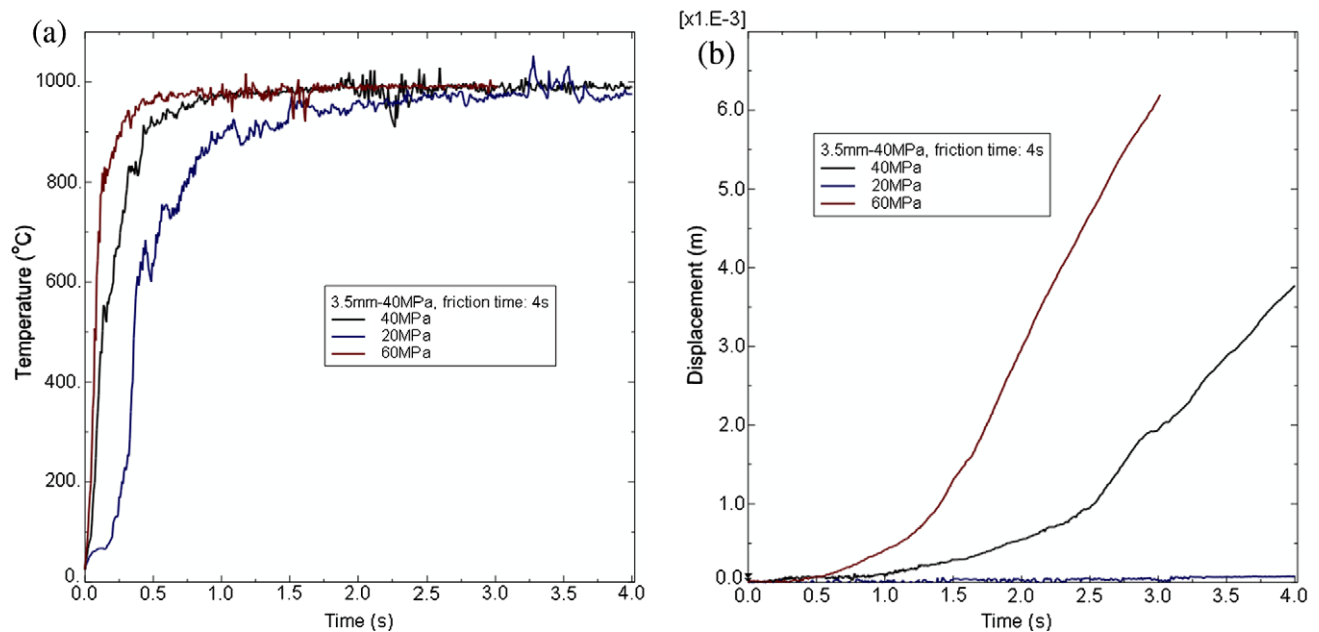 (a)
1000.
800.
600.
400.
200.
0.
Temperature (°C)
3.5mm-40MPa, friction time: 4s
40MPa
20MPa
60MPa
0.0 0.5 1.0 1.5 2.0 2.5 3.0 3.5 4.0
Time (s)
[x1.E-3]
(b)
6.0
5.0
4.0
3.0
2.0
1.0
0.0
Displacement (m)
3.5mm-40MPa, friction time: 4s
40MPa
20MPa
60MPa
0.0 0.5 1.0 1.5 2.0 2.5 3.0 3.5 4.0
Time (s)